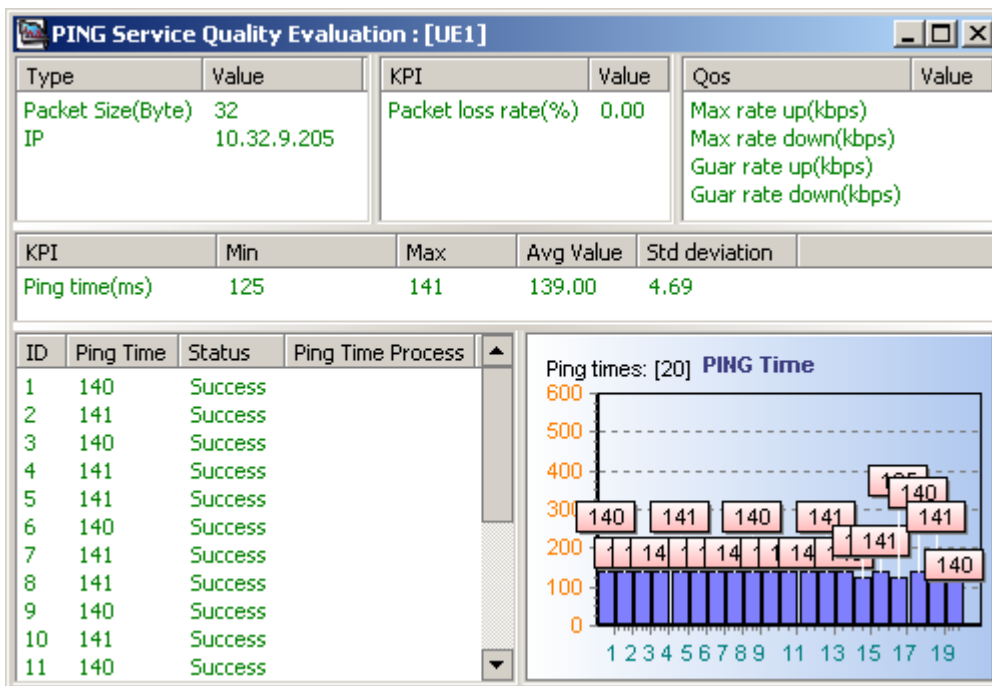 PING Service Quality Evaluation : [UE1]
Type Value
Packet Size(Byte) 32
IP 10.32.9.205
KPI Value
Packet loss rate(%) 0.00
Qos Value
Max rate up(kbps)
Max rate down(kbps)
Guar rate up(kbps)
Guar rate down(kbps)
KPI Min Max Avg Value Std deviation
Ping time(ms) 125 141 139.00 4.69
ID Ping Time Status Ping Time Process
1 140 Success
2 141 Success
3 140 Success
4 141 Success
5 141 Success
6 140 Success
7 141 Success
8 141 Success
9 140 Success
10 141 Success
11 140 Success
Ping times: [20] PING Time
600
500
400
300
200
100
0
140
140 141 140 141 141
141
140
1 2 3 4 5 6 7 8 9 11 13 15 17 19